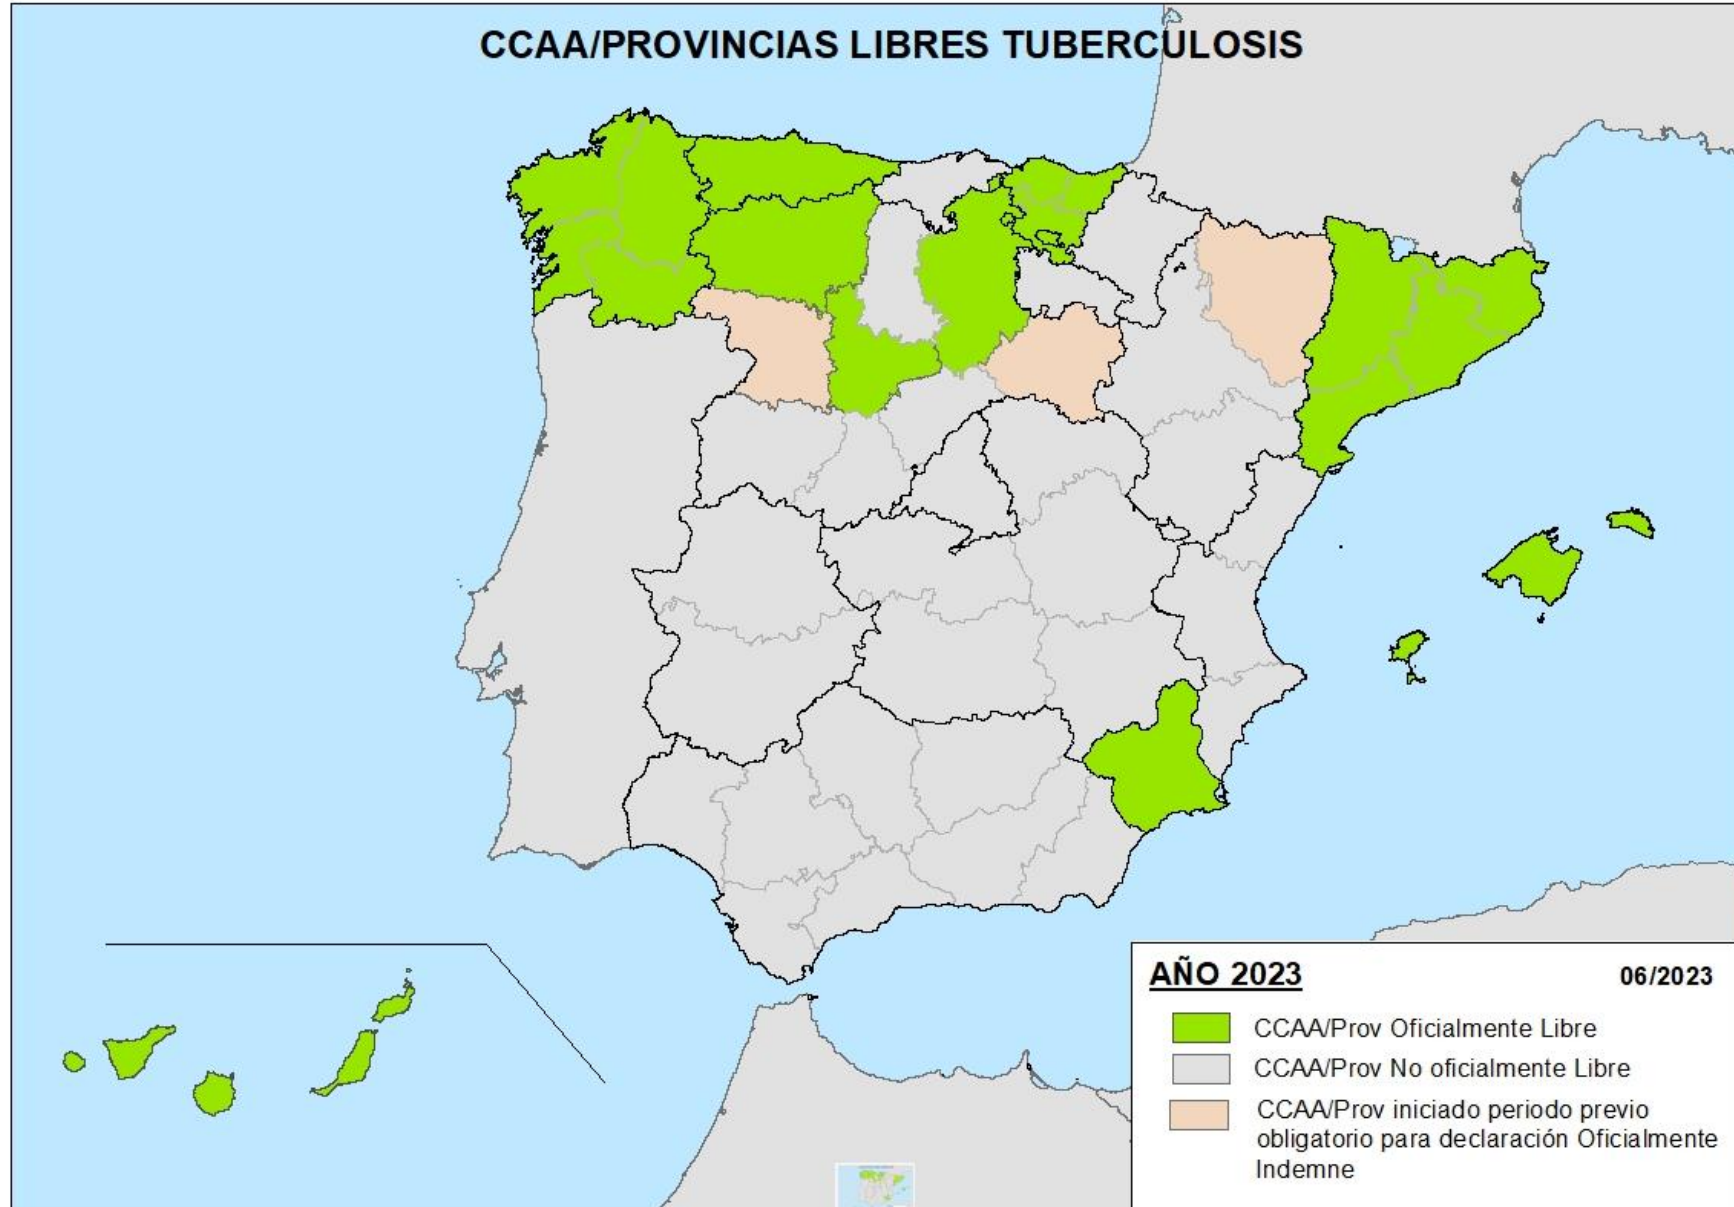 CCAA/PROVINCIAS LIBRES TUBERCULOSIS
AÑO 2023
06/2023
CCAA/Prov Oficialmente Libre
CCAA/Prov No oficialmente Libre
CCAA/Prov iniciado periodo previo
obligatorio para declaración Oficialmente
Indemne